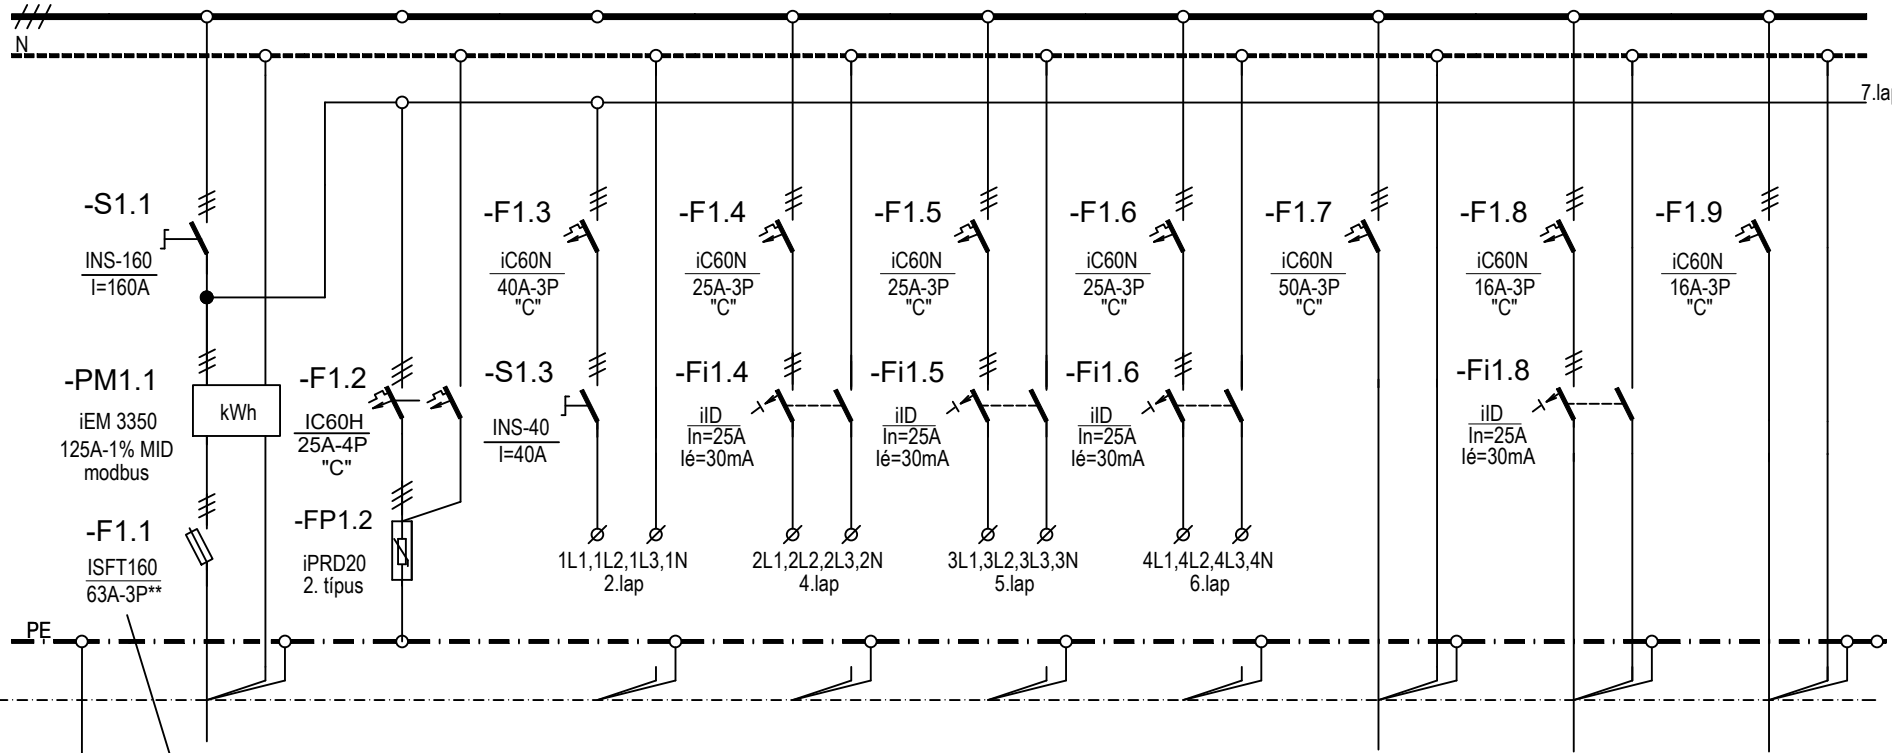 N
7.lap
-S1.1
INS-160
I=160A
-PM1.1
iEM 3350
125A-1% MID
modbus
kWh
-F1.1
ISFT160
63A-3P**
-F1.2
IC60H
25A-4P
"C"
-FP1.2
iPRD20
2. típus
-F1.3
iC60N
40A-3P
"C"
-S1.3
INS-40
I=40A
1L1,1L2,1L3,1N
2.lap
-F1.4
iC60N
25A-3P
"C"
-Fi1.4
iID
In=25A
Ié=30mA
2L1,2L2,2L3,2N
4.lap
-F1.5
iC60N
25A-3P
"C"
-Fi1.5
iID
In=25A
Ié=30mA
3L1,3L2,3L3,3N
5.lap
-F1.6
iC60N
25A-3P
"C"
-Fi1.6
iID
In=25A
Ié=30mA
4L1,4L2,4L3,4N
6.lap
-F1.7
iC60N
50A-3P
"C"
-F1.8
iC60N
16A-3P
"C"
-Fi1.8
iID
In=25A
Ié=30mA
-F1.9
iC60N
16A-3P
"C"
PE